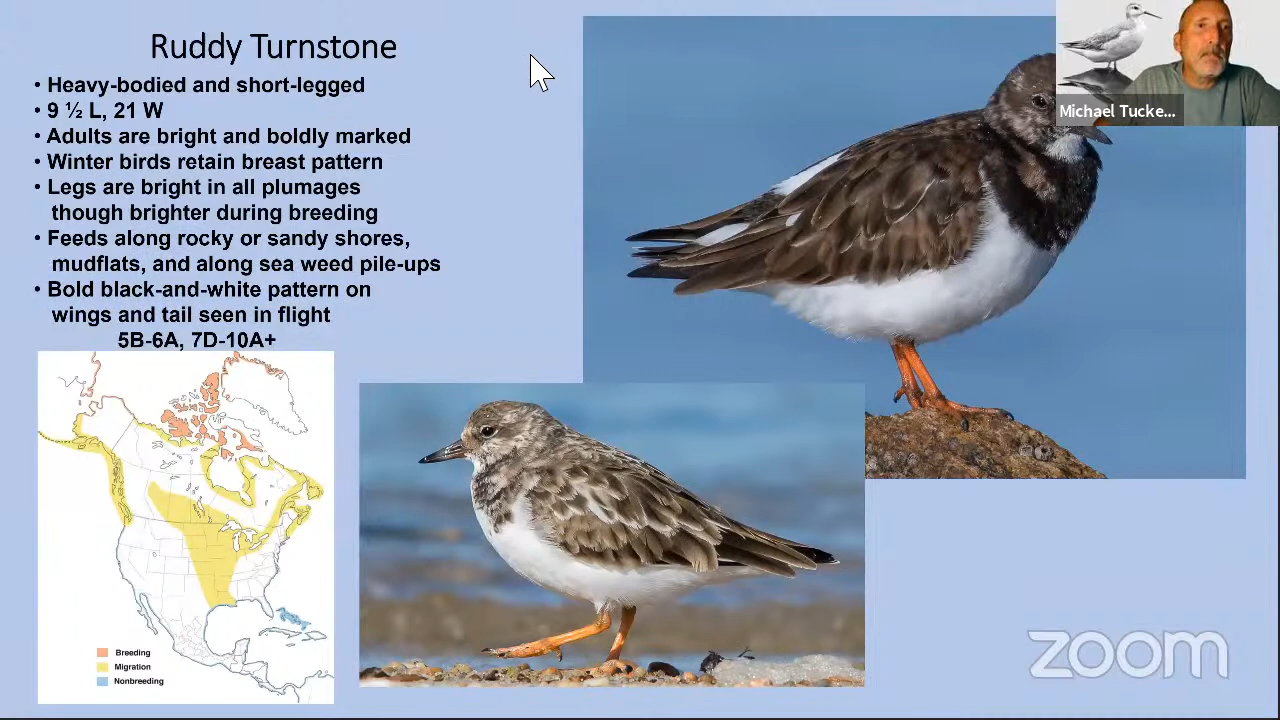 Ruddy Turnstone
• Heavy-bodied and short-legged
• 9 ½ L, 21 W
• Adults are bright and boldly marked
• Winter birds retain breast pattern
• Legs are bright in all plumages
though brighter during breeding
• Feeds along rocky or sandy shores,
mudflats, and along sea weed pile-ups
• Bold black-and-white pattern on
wings and tail seen in flight
5B-6A, 7D-10A+
Michael Tucke...
Breeding
Migration
Nonbreeding
zoom